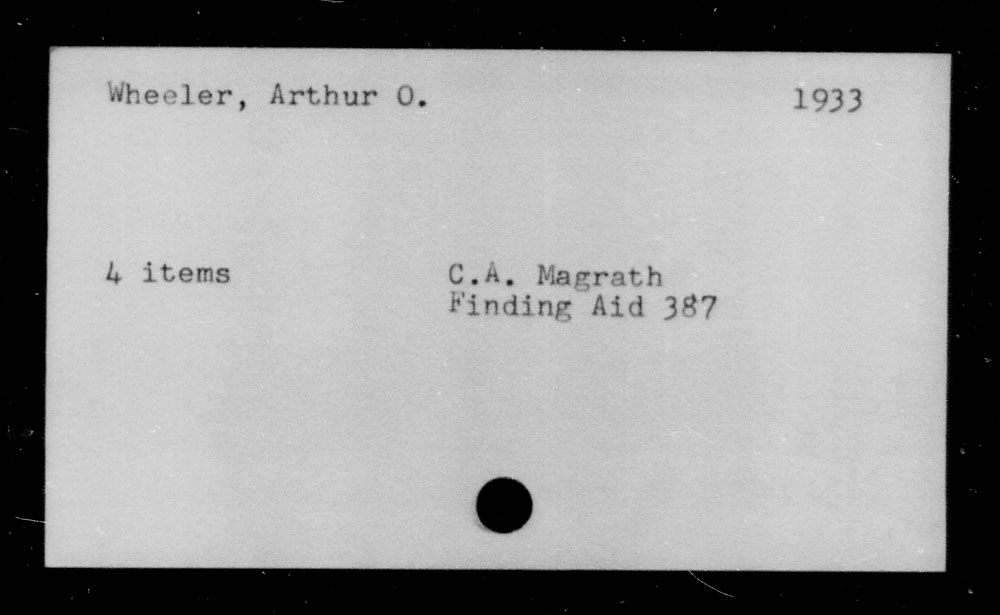 Wheeler, Arthur O. 1933
4 items C.A. Magrath
Finding Aid 387